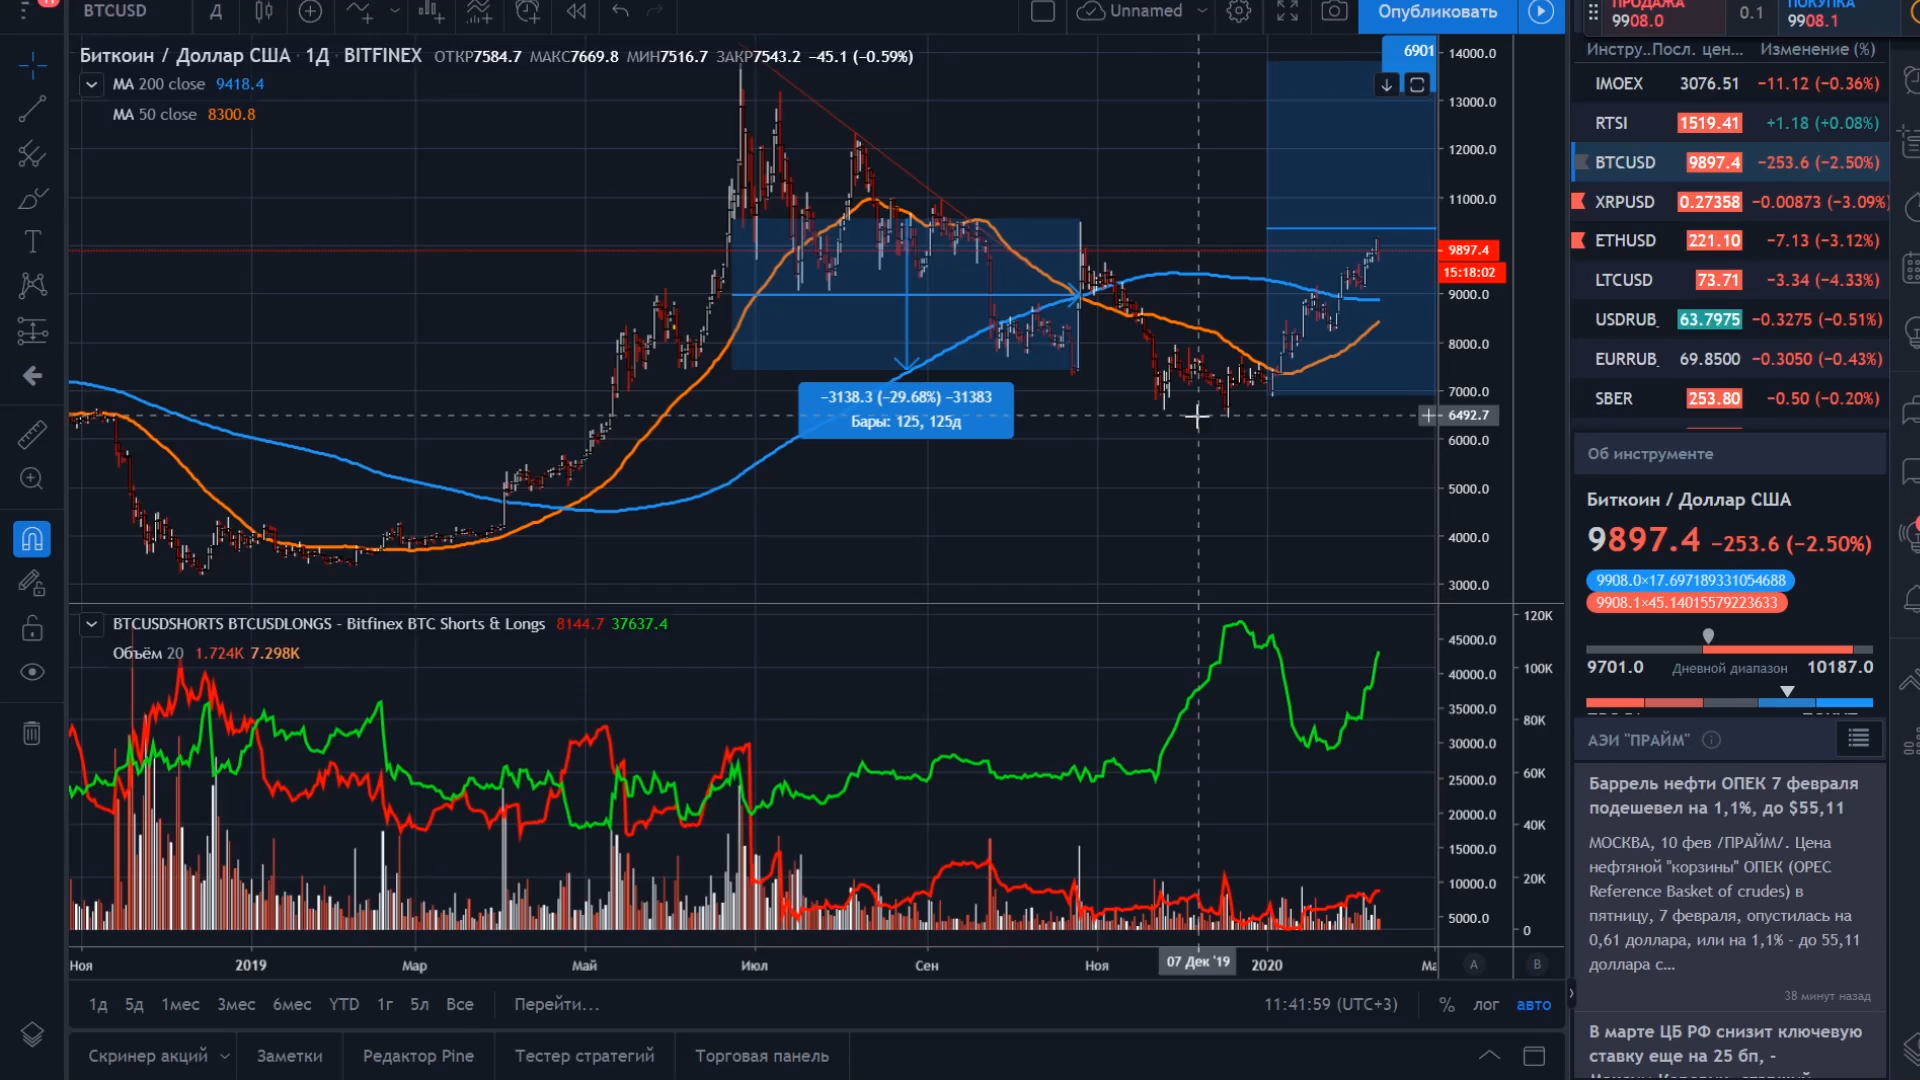 11
BTCUSD
Д
Unnamed
Опубликовать
ПРОДАЖА
9908.0
0.1
ПОКУПКА
9908.1
Биткоин / Доллар США 1Д BITFINEX ОТКР7584.7 МАКС7669.8 МИН7516.7 ЗАКР7543.2 −45.1 (−0.59%)
MA 200 close 9418.4
MA 50 close 8300.8
6901
14000.0
13000.0
12000.0
11000.0
9897.4
15:18:02
9000.0
8000.0
7000.0
6492.7
6000.0
5000.0
4000.0
3000.0
−3138.3 (−29.68%) −31383
Бары: 125, 125д
BTCUSDSHORTS BTCUSDLONGS - Bitfinex BTC Shorts & Longs 8144.7 37637.4
Объём 20 1.724K 7.298K
45000.0
40000.0
35000.0
30000.0
25000.0
20000.0
15000.0
10000.0
5000.0
120K
100K
80K
60K
40K
20K
0
Ноя 2019 Мар Май Июл Сен Ноя 07 Дек '19 2020 Ма
A B
1д 5д 1мес 3мес 6мес YTD 1г 5л Все Перейти... 11:41:59 (UTC+3) % лог авто
Скринер акций Заметки Редактор Pine Тестер стратегий Торговая панель
Инстру.. Посл. цен... Изменение (%)
IMOEX 3076.51 −11.12 (−0.36%)
RTSI 1519.41 +1.18 (+0.08%)
BTCUSD 9897.4 −253.6 (−2.50%)
XRPUSD 0.27358 −0.00873 (−3.09%)
ETHUSD 221.10 −7.13 (−3.12%)
LTCUSD 73.71 −3.34 (−4.33%)
USDRUB_ 63.7975 −0.3275 (−0.51%)
EURRUB_ 69.8500 −0.3050 (−0.43%)
SBER 253.80 −0.50 (−0.20%)
Об инструменте
Биткоин / Доллар США
9897.4 −253.6 (−2.50%)
9908.0×17.697189331054688
9908.1×45.14015579223633
9701.0 Дневной диапазон 10187.0
АЭИ "ПРАЙМ"
Баррель нефти ОПЕК 7 февраля
подешевел на 1,1%, до $55,11
МОСКВА, 10 фев /ПРАЙМ/. Цена
нефтяной "корзины" ОПЕК (OPEC
Reference Basket of crudes) в
пятницу, 7 февраля, опустилась на
0,61 доллара, или на 1,1% - до 55,11
доллара с...
38 минут назад
В марте ЦБ РФ снизит ключевую
ставку еще на 25 бп, -